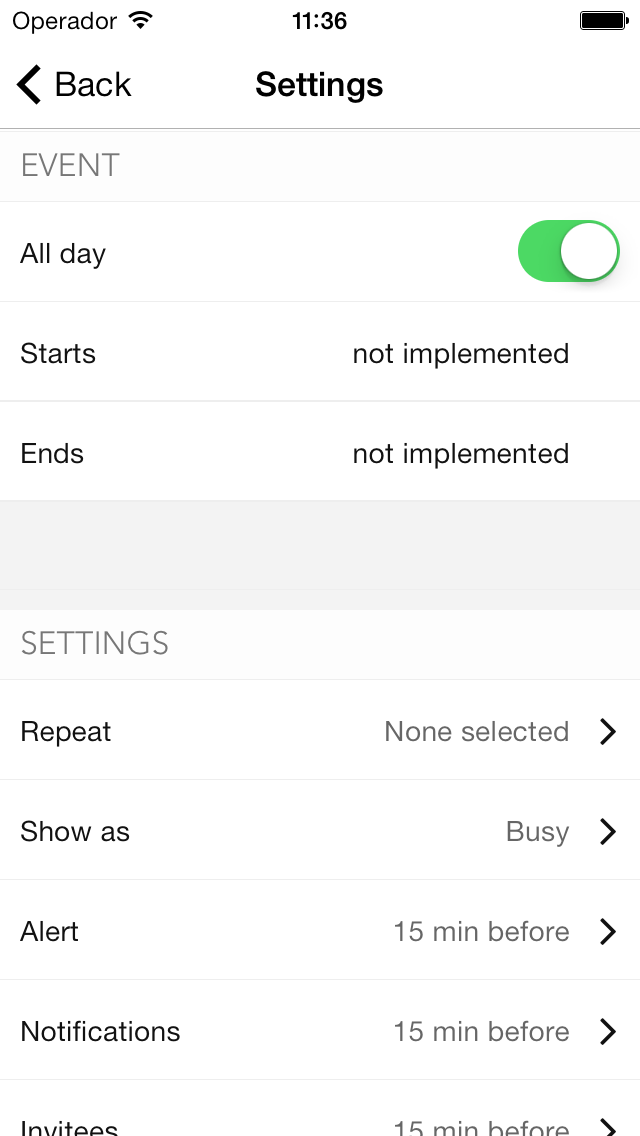 Operador 11:36
Back Settings
EVENT
All day
Starts not implemented
Ends not implemented
SETTINGS
Repeat None selected
Show as Busy
Alert 15 min before
Notifications 15 min before
Invitees 15 min before